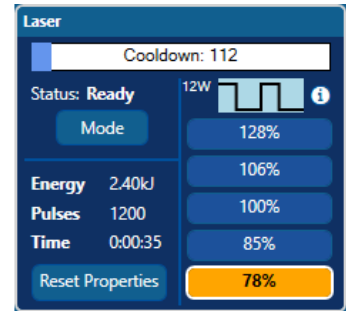 Laser
Cooldown: 112
Status: Ready
Mode
Energy 2.40kJ
Pulses 1200
Time 0:00:35
Reset Properties
12W
128%
106%
100%
85%
78%